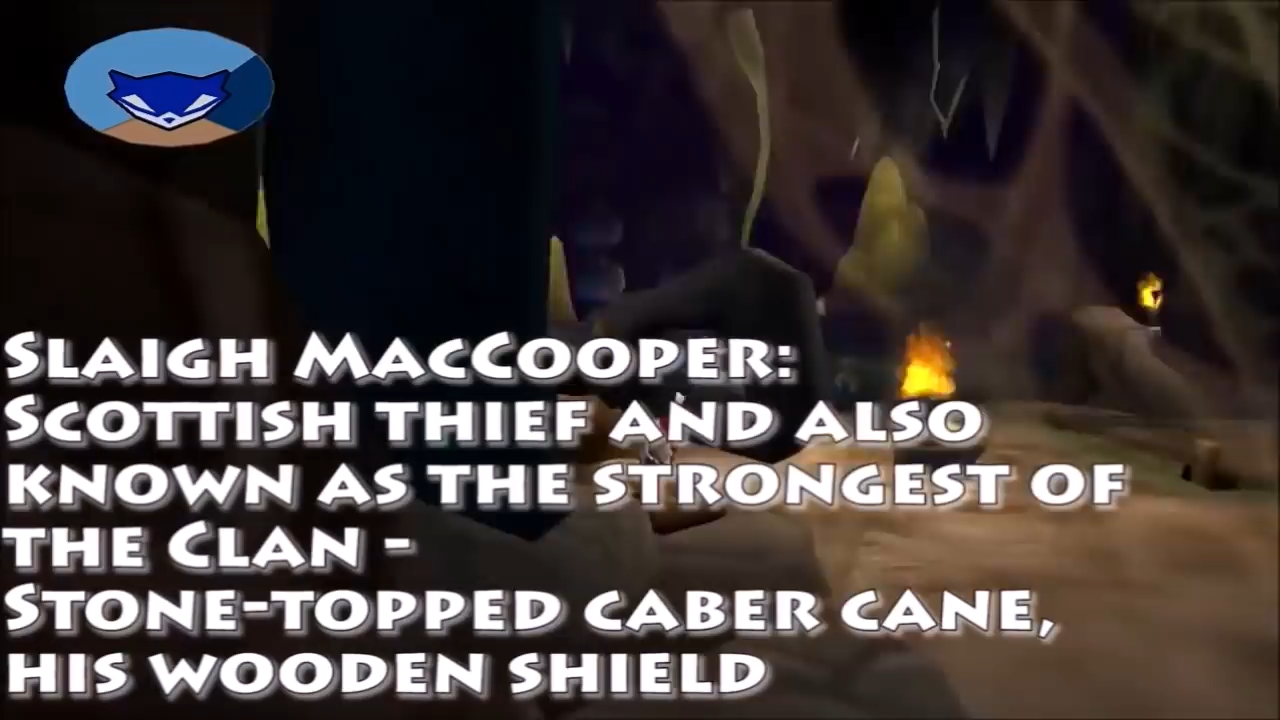 Slaigh MacCooper:
Scottish thief and also
known as the strongest of
the Clan -
Stone-topped caber cane,
his wooden shield